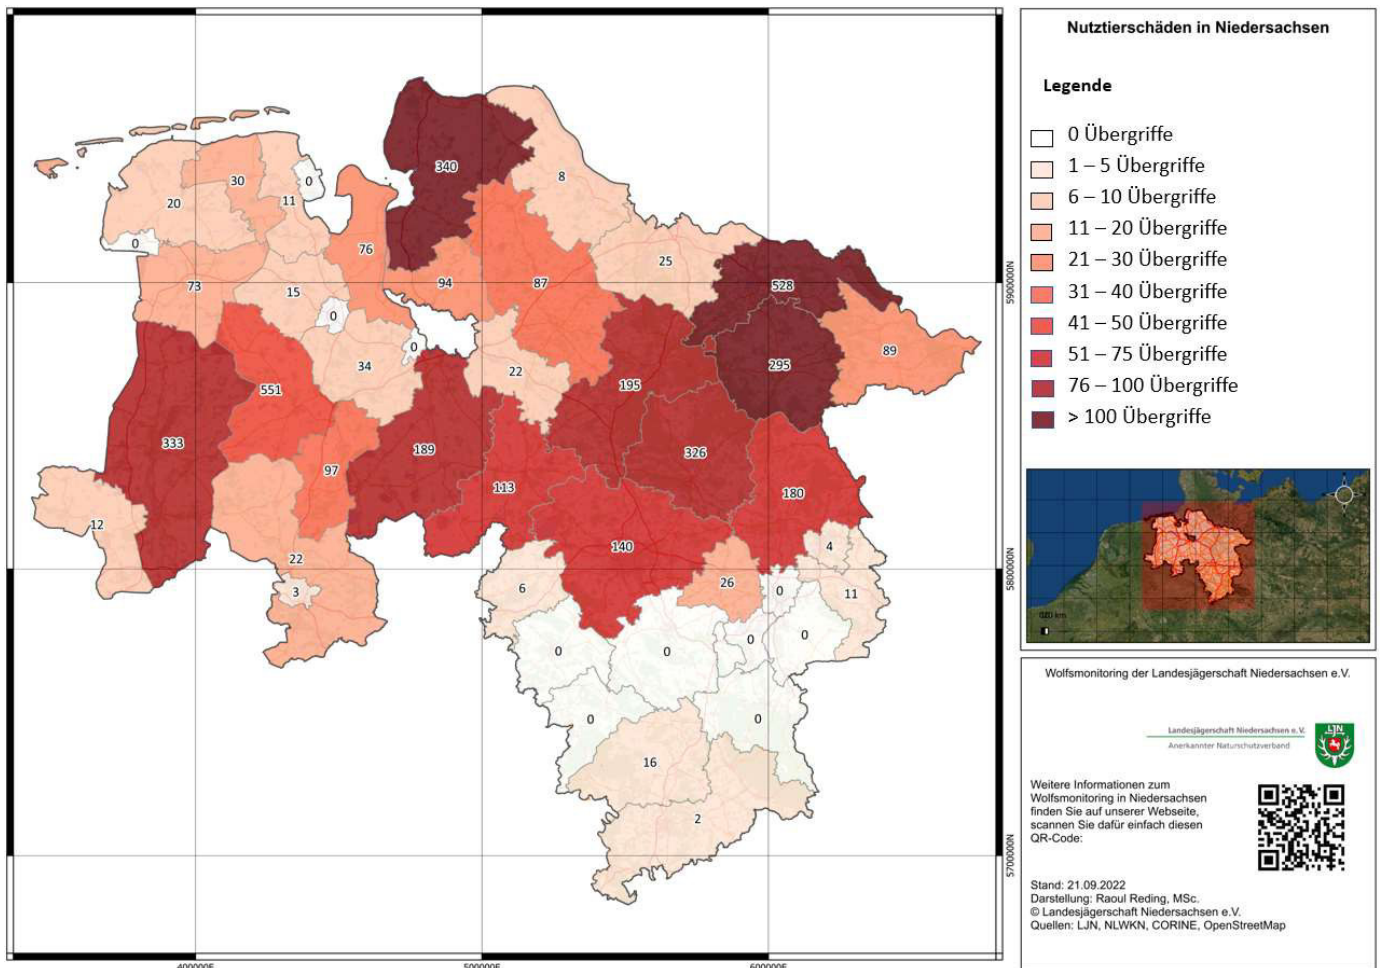 340
8
30
0
11
20
0
76
25
94
87
73
15
528
0
0
34
89
22
295
551
195
333
189
326
97
113
180
12
140
4
22
26
3
6
0
11
0
0
0
0
0
0
16
2
5900000N
5800000N
5700000N
4000000E
5000000E
6000000E
Nutztierschäden in Niedersachsen
Legende
0 Übergriffe
1 – 5 Übergriffe
6 – 10 Übergriffe
11 – 20 Übergriffe
21 – 30 Übergriffe
31 – 40 Übergriffe
41 – 50 Übergriffe
51 – 75 Übergriffe
76 – 100 Übergriffe
> 100 Übergriffe
Wolfsmonitoring der Landesjägerschaft Niedersachsen e.V.
Landesjägerschaft Niedersachsen e. V.
Anerkannter Naturschutzverband
LJN
Weitere Informationen zum
Wolfsmonitoring in Niedersachsen
finden Sie auf unserer Webseite,
scannen Sie dafür einfach diesen
QR-Code:
Stand: 21.09.2022
Darstellung: Raoul Reding, MSc.
© Landesjägerschaft Niedersachsen e.V.
Quellen: LJN, NLWKN, CORINE, OpenStreetMap